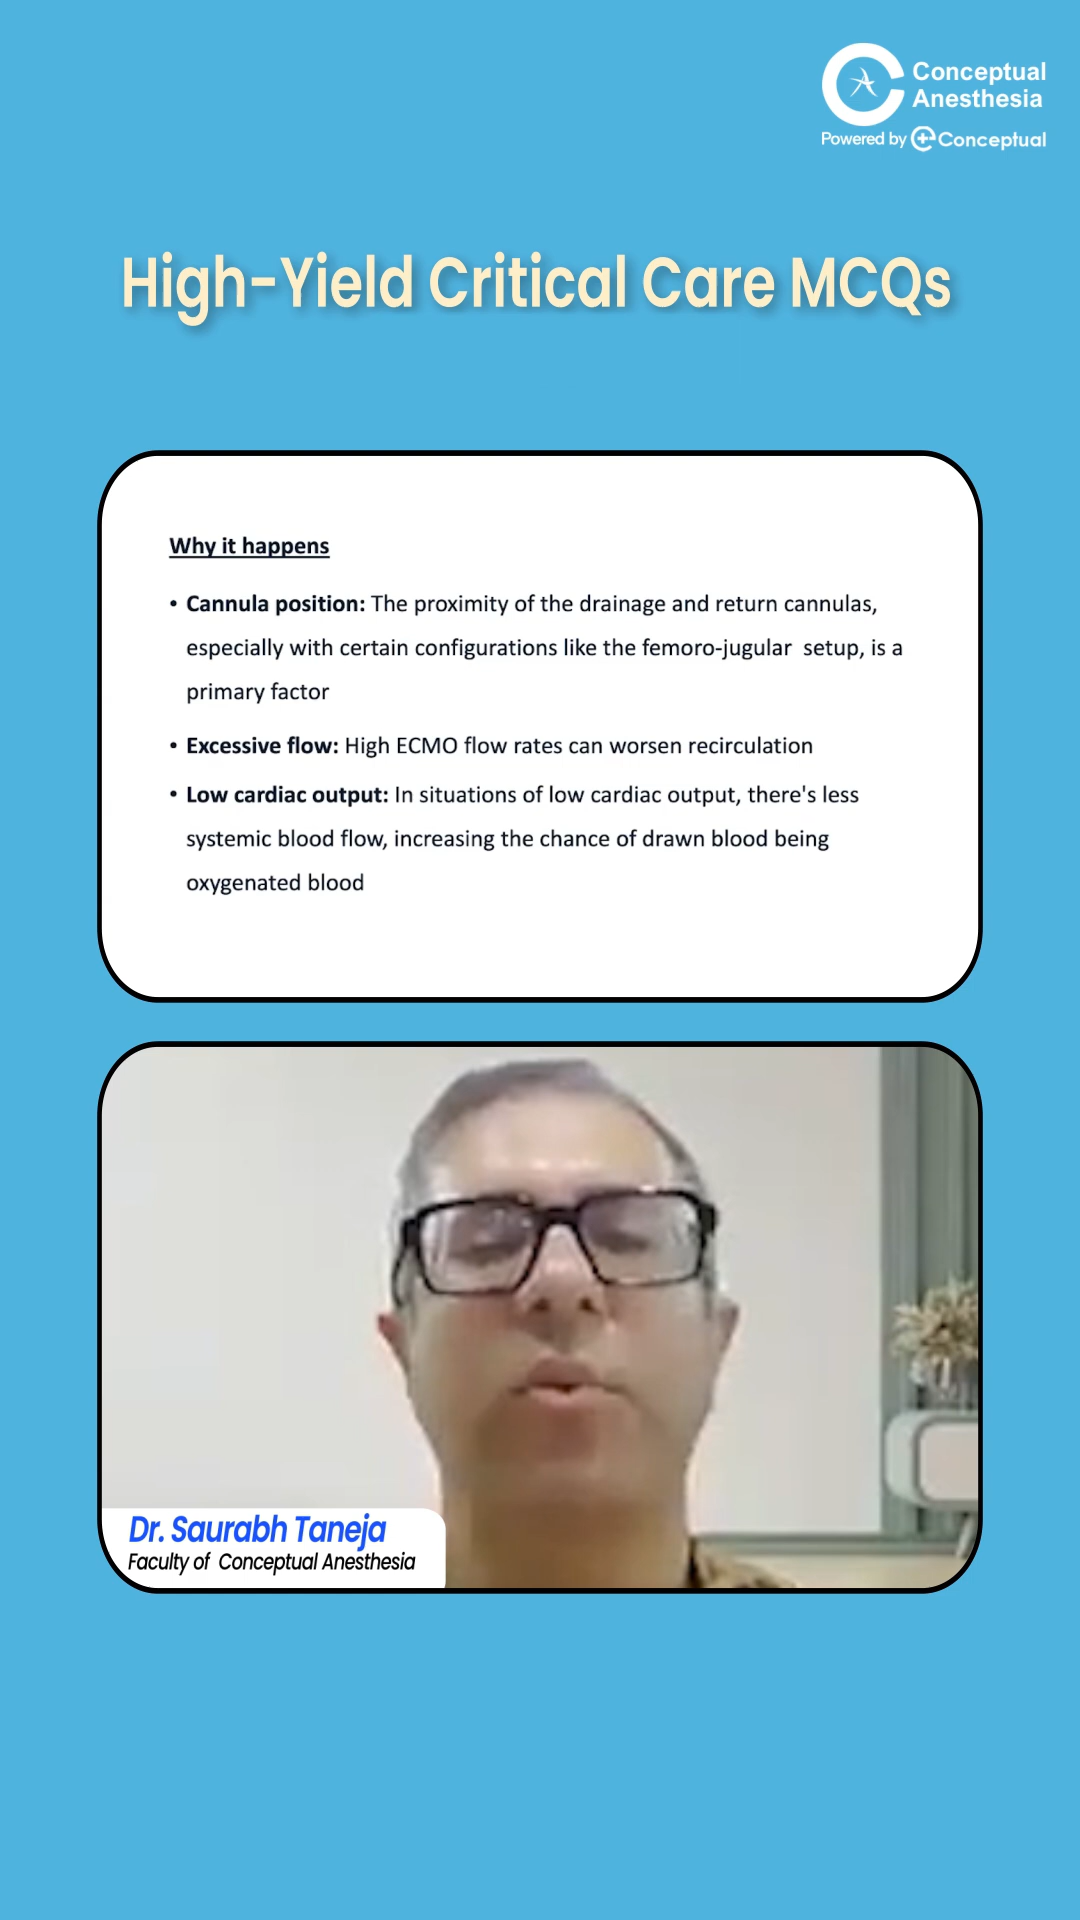 Conceptual
Anesthesia
Powered by Conceptual
High-Yield Critical Care MCQs
Why it happens
• Cannula position: The proximity of the drainage and return cannulas,
especially with certain configurations like the femoro-jugular setup, is a
primary factor
• Excessive flow: High ECMO flow rates can worsen recirculation
• Low cardiac output: In situations of low cardiac output, there's less
systemic blood flow, increasing the chance of drawn blood being
oxygenated blood
Dr. Saurabh Taneja
Faculty of Conceptual Anesthesia